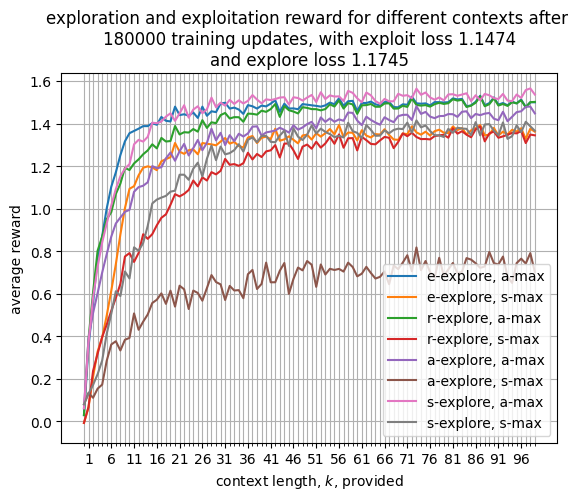 exploration and exploitation reward for different contexts after
180000 training updates, with exploit loss 1.1474
and explore loss 1.1745
1.6
1.4
1.2
1.0
0.8
0.6
0.4
0.2
0.0
average reward
e-explore, a-max
e-explore, s-max
r-explore, a-max
r-explore, s-max
a-explore, a-max
a-explore, s-max
s-explore, a-max
s-explore, s-max
1 6 11 16 21 26 31 36 41 46 51 56 61 66 71 76 81 86 91 96
context length, k, provided